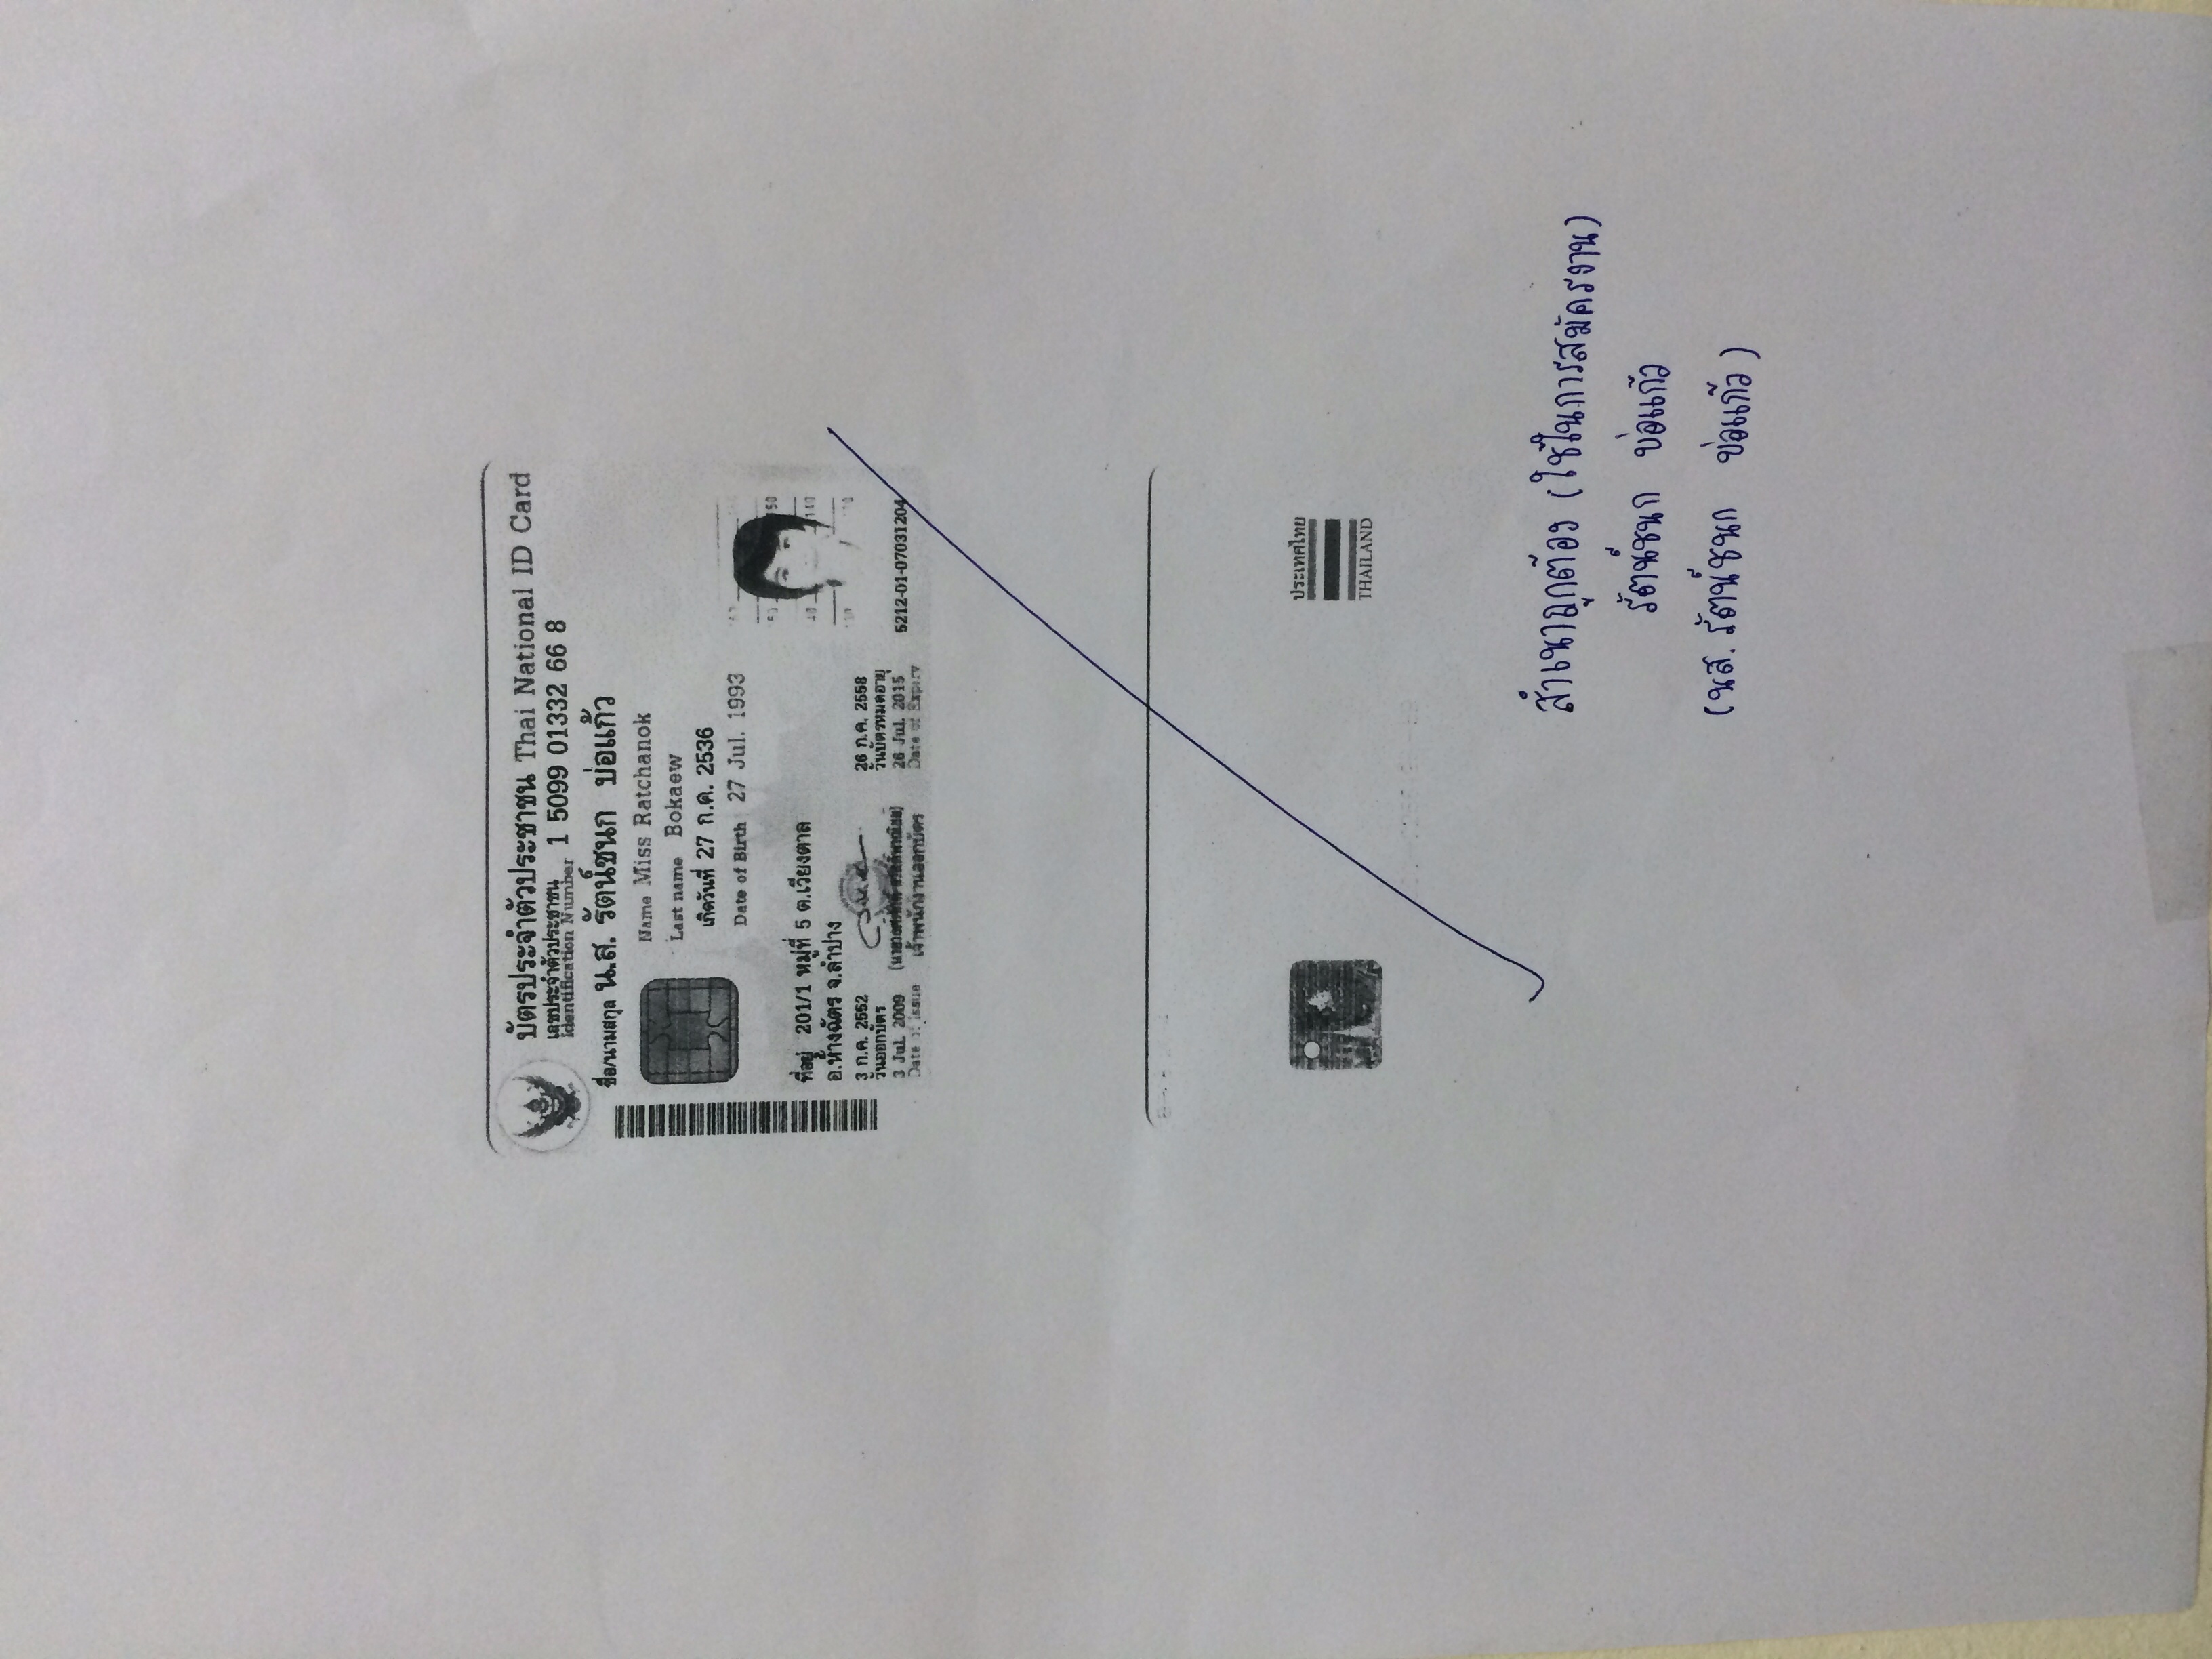 บัตรประจำตัวประชาชน Thai National ID Card
เลขประจำตัวประชาชน
Identification Number 1 5099 01332 66 8
ชื่อ/นามสกุล น.ส. รัตน์ชนก บ่อแก้ว
Name Miss Ratchanok
Last name Bokaew
เกิดวันที่ 27 ก.ค. 2536
Date of Birth 27 Jul. 1993
ที่อยู่ 201/1 หมู่ที่ 5 ต.เวียงตาล
อ.ห้างฉัตร จ.ลำปาง
150
140
3 ก.ค. 2552
วันออกบัตร
3 Jul. 2009
Date of Issue
เจ้าพนักงานออกบัตร
26 ก.ค. 2558
วันบัตรหมดอายุ
26 Jul. 2015
Date of Expiry
5212-01-07031204
ประเทศไทย
THAILAND
สำเนาถูกต้อง (ใช้ในการสมัครงาน)
รัตน์ชนก บ่อแก้ว
(นส. รัตน์ชนก บ่อแก้ว)